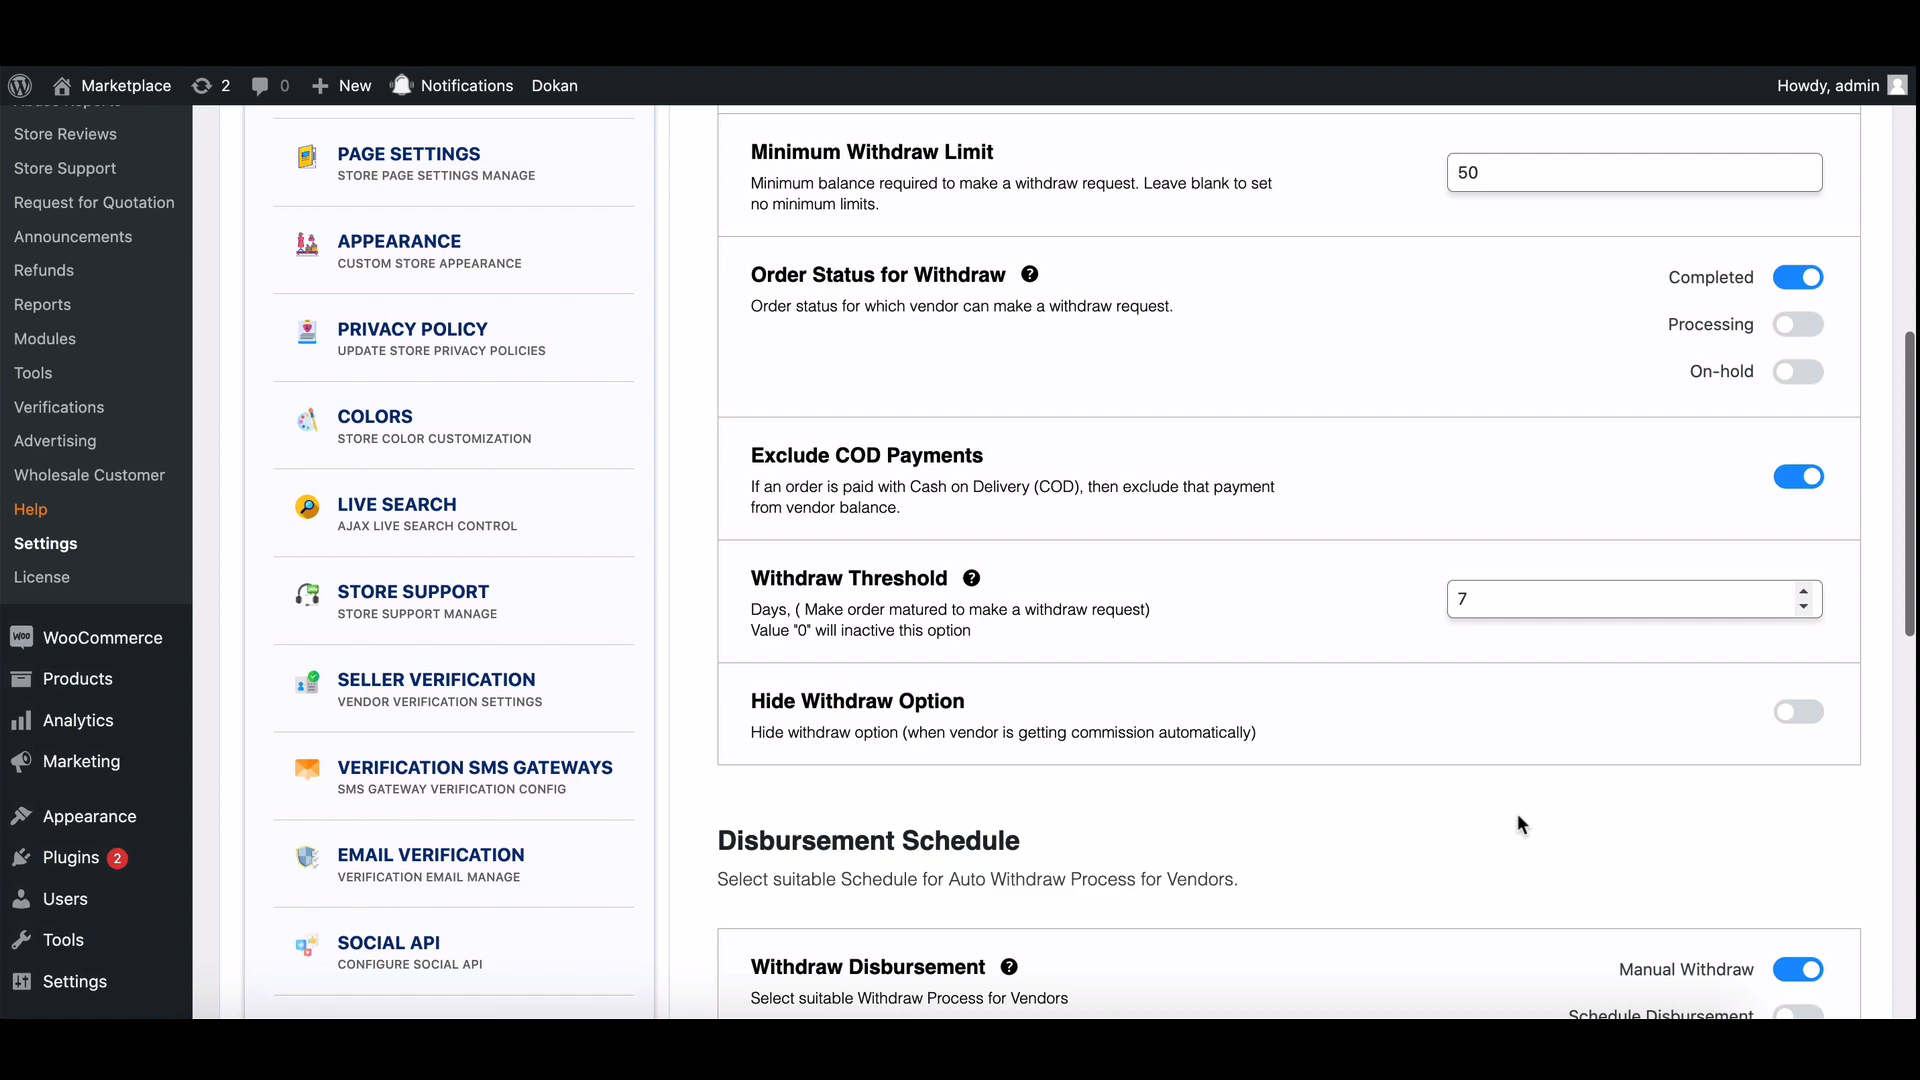 Marketplace 2 0 New Notifications Dokan Howdy, admin
Store Reviews
Store Support
Request for Quotation
Announcements
Refunds
Reports
Modules
Tools
Verifications
Advertising
Wholesale Customer
Help
Settings
License
WooCommerce
Products
Analytics
Marketing
Appearance
Plugins 2
Users
Tools
Settings
PAGE SETTINGS
STORE PAGE SETTINGS MANAGE
APPEARANCE
CUSTOM STORE APPEARANCE
PRIVACY POLICY
UPDATE STORE PRIVACY POLICIES
COLORS
STORE COLOR CUSTOMIZATION
LIVE SEARCH
AJAX LIVE SEARCH CONTROL
STORE SUPPORT
STORE SUPPORT MANAGE
SELLER VERIFICATION
VENDOR VERIFICATION SETTINGS
VERIFICATION SMS GATEWAYS
SMS GATEWAY VERIFICATION CONFIG
EMAIL VERIFICATION
VERIFICATION EMAIL MANAGE
SOCIAL API
CONFIGURE SOCIAL API
Minimum Withdraw Limit
Minimum balance required to make a withdraw request. Leave blank to set
no minimum limits.
50
Order Status for Withdraw ?
Order status for which vendor can make a withdraw request.
Completed
Processing
On-hold
Exclude COD Payments
If an order is paid with Cash on Delivery (COD), then exclude that payment
from vendor balance.
Withdraw Threshold ?
Days, ( Make order matured to make a withdraw request)
Value "0" will inactive this option
7
Hide Withdraw Option
Hide withdraw option (when vendor is getting commission automatically)
Disbursement Schedule
Select suitable Schedule for Auto Withdraw Process for Vendors.
Withdraw Disbursement ?
Select suitable Withdraw Process for Vendors
Manual Withdraw
Schedule Disbursement